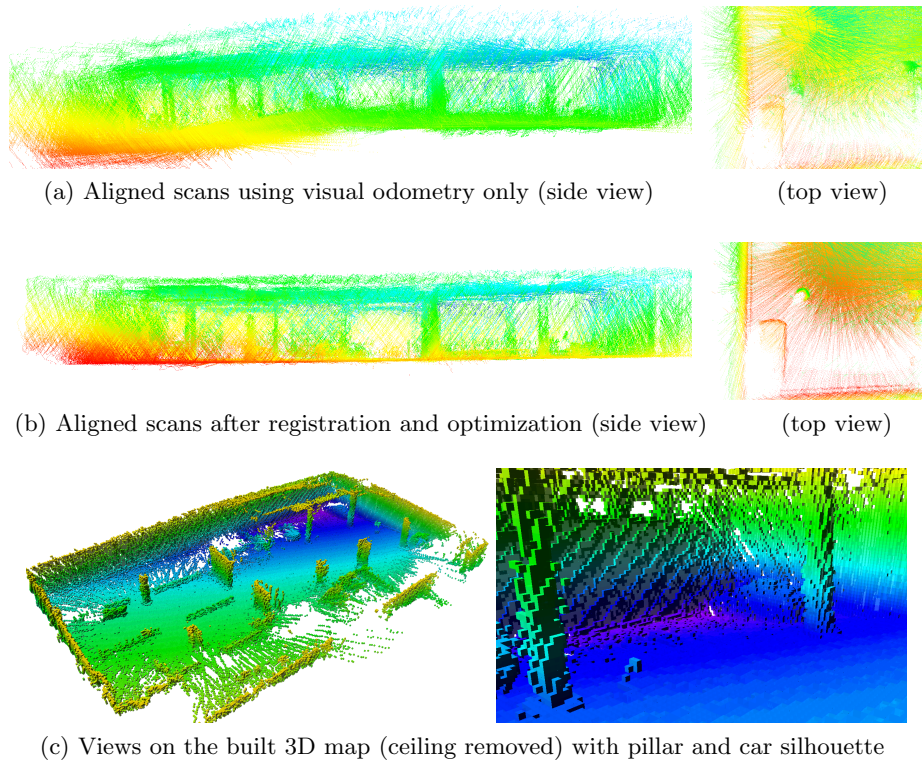 (a) Aligned scans using visual odometry only (side view)
(top view)
(b) Aligned scans after registration and optimization (side view)
(top view)
(c) Views on the built 3D map (ceiling removed) with pillar and car silhouette